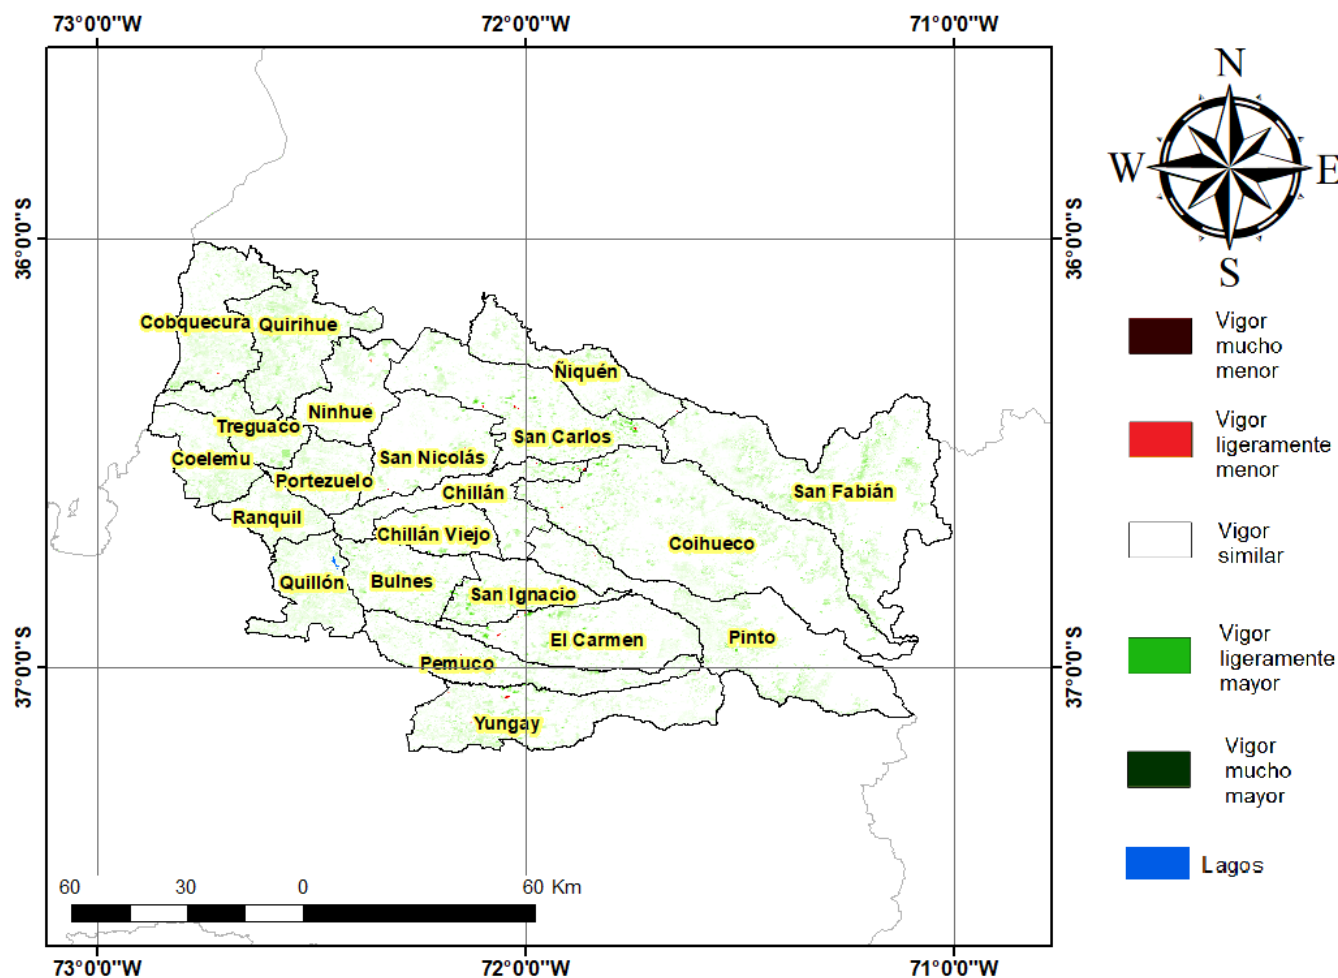 73°0'0"W 72°0'0"W 71°0'0"W
N
W E
S
36°0'0"S 36°0'0"S
Vigor
mucho
menor
Cobquecura Quirihue
Ñiquén
Ninhue
Vigor
ligeramente
menor
Treguaco
San Carlos
Coelemu
San Nicolás
Portezuelo
Chillán
San Fabián
Ranquil
Vigor
similar
Chillán Viejo
Coihueco
Quillón
Bulnes
San Ignacio
El Carmen
Pinto
Vigor
ligeramente
mayor
Pemuco
37°0'0"S 37°0'0"S
Yungay
Vigor
mucho
mayor
Lagos
60 30 0 60 Km
73°0'0"W 72°0'0"W 71°0'0"W